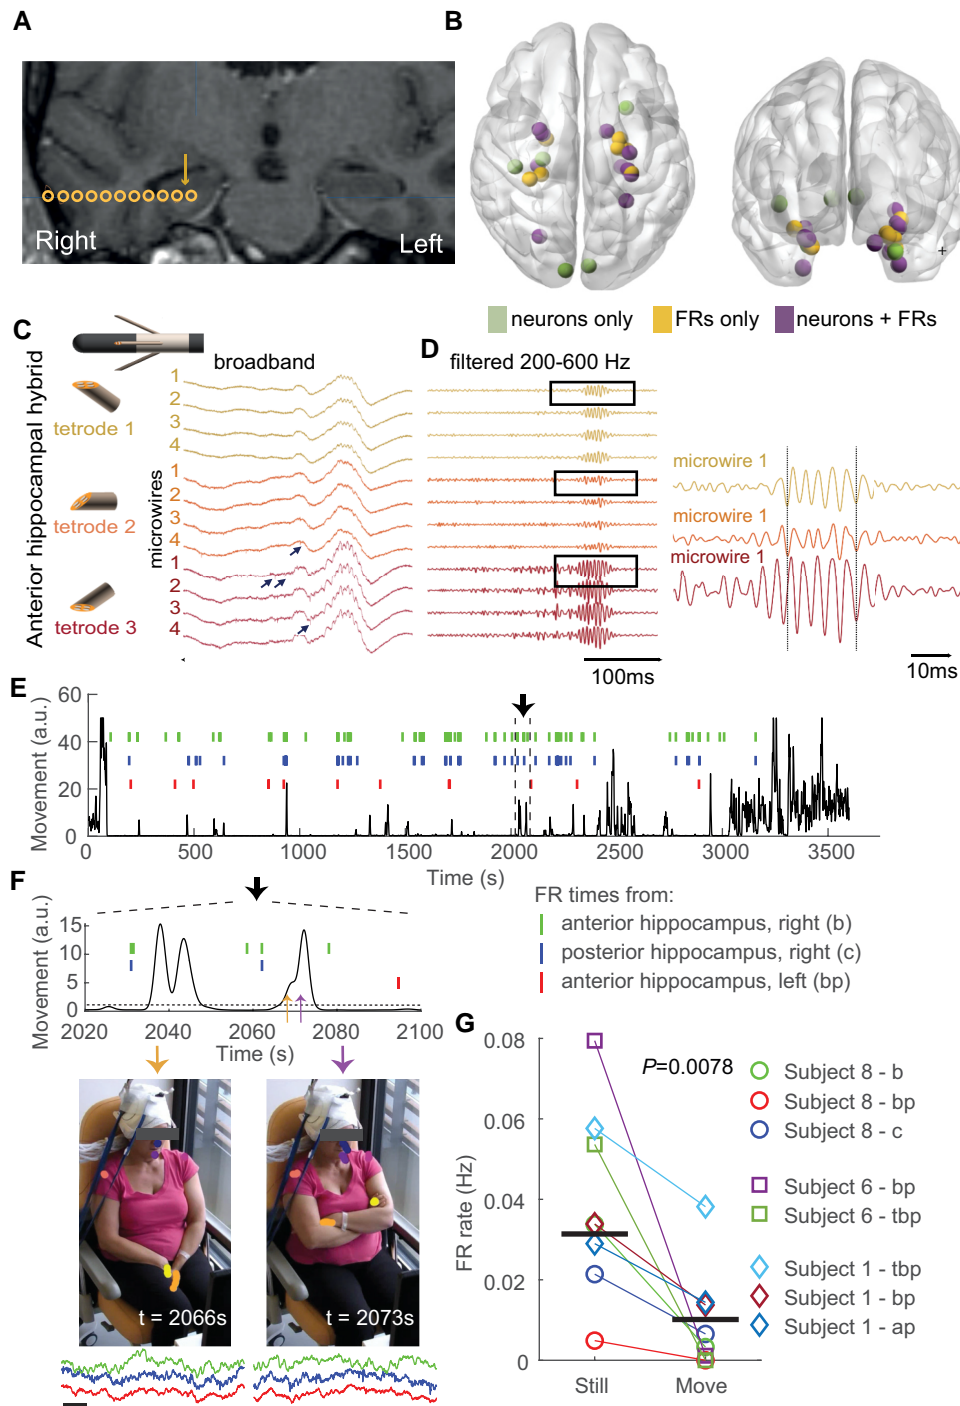 A
Right
Left
B
+
neurons only
FRs only
neurons + FRs
C
Anterior hippocampal hybrid
tetrode 1
tetrode 2
tetrode 3
broadband
microwires
1
2
3
4
1
2
3
4
1
2
3
4
D
filtered 200-600 Hz
100ms
microwire 1
microwire 1
microwire 1
10ms
E
Movement (a.u.)
60
40
20
0
0
500
1000
1500
2000
2500
3000
3500
Time (s)
F
Movement (a.u.)
15
10
5
0
2020
2040
2060
2080
2100
Time (s)
FR times from:
anterior hippocampus, right (b)
posterior hippocampus, right (c)
anterior hippocampus, left (bp)
t = 2066s
t = 2073s
G
FR rate (Hz)
0.08
0.06
0.04
0.02
0
P=0.0078
Still
Move
Subject 8 - b
Subject 8 - bp
Subject 8 - c
Subject 6 - bp
Subject 6 - tbp
Subject 1 - tbp
Subject 1 - bp
Subject 1 - ap